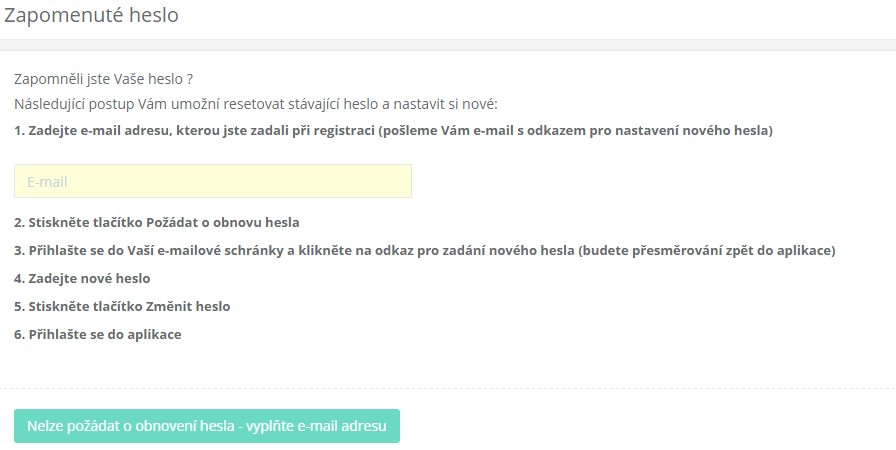 Zapomenuté heslo
Zapomněli jste Vaše heslo ?
Následující postup Vám umožní resetovat stávající heslo a nastavit si nové:
1. Zadejte e-mail adresu, kterou jste zadali při registraci (pošleme Vám e-mail s odkazem pro nastavení nového hesla)
E-mail
2. Stiskněte tlačítko Požádat o obnovu hesla
3. Přihlašte se do Vaší e-mailové schránky a klikněte na odkaz pro zadání nového hesla (budete přesměrování zpět do aplikace)
4. Zadejte nové heslo
5. Stiskněte tlačítko Změnit heslo
6. Přihlašte se do aplikace
Nelze požádat o obnovení hesla - vyplňte e-mail adresu